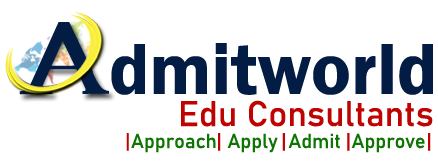 Admitworld
Edu Consultants
|Approach| Apply |Admit |Approve|